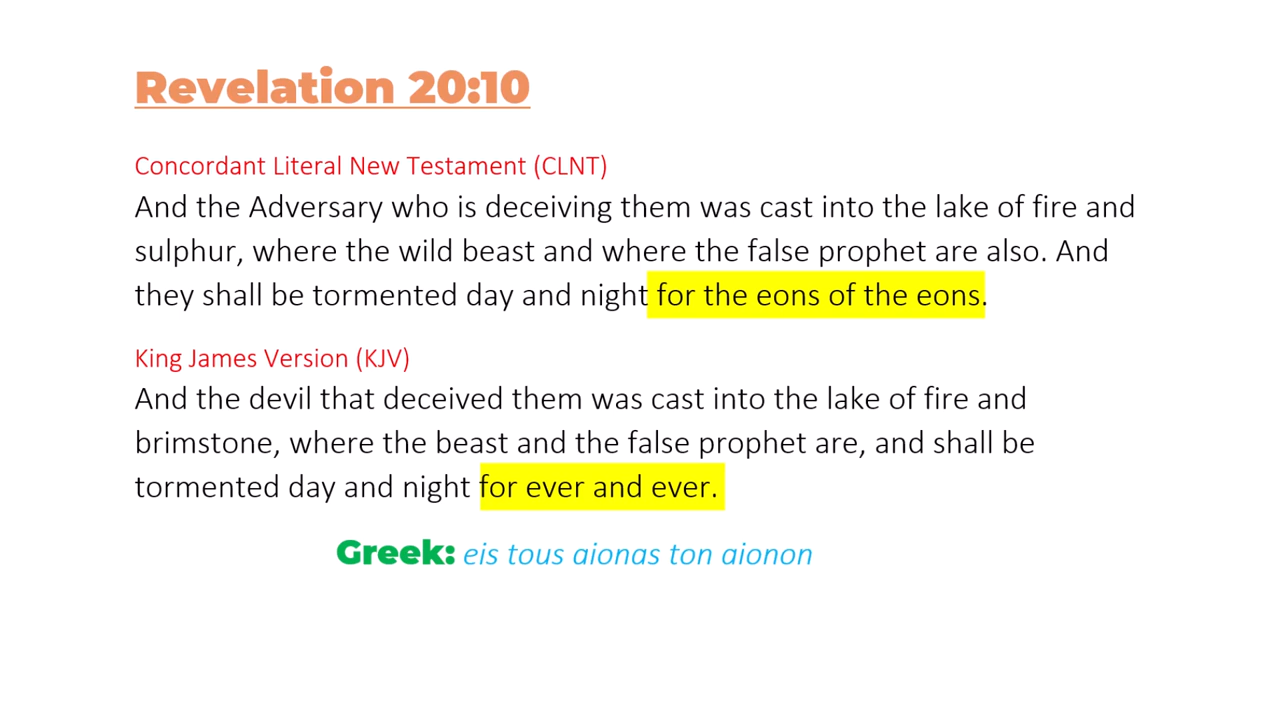 Revelation 20:10
Concordant Literal New Testament (CLNT)
And the Adversary who is deceiving them was cast into the lake of fire and
sulphur, where the wild beast and where the false prophet are also. And
they shall be tormented day and night for the eons of the eons.
King James Version (KJV)
And the devil that deceived them was cast into the lake of fire and
brimstone, where the beast and the false prophet are, and shall be
tormented day and night for ever and ever.
Greek: eis tous aionas ton aionon